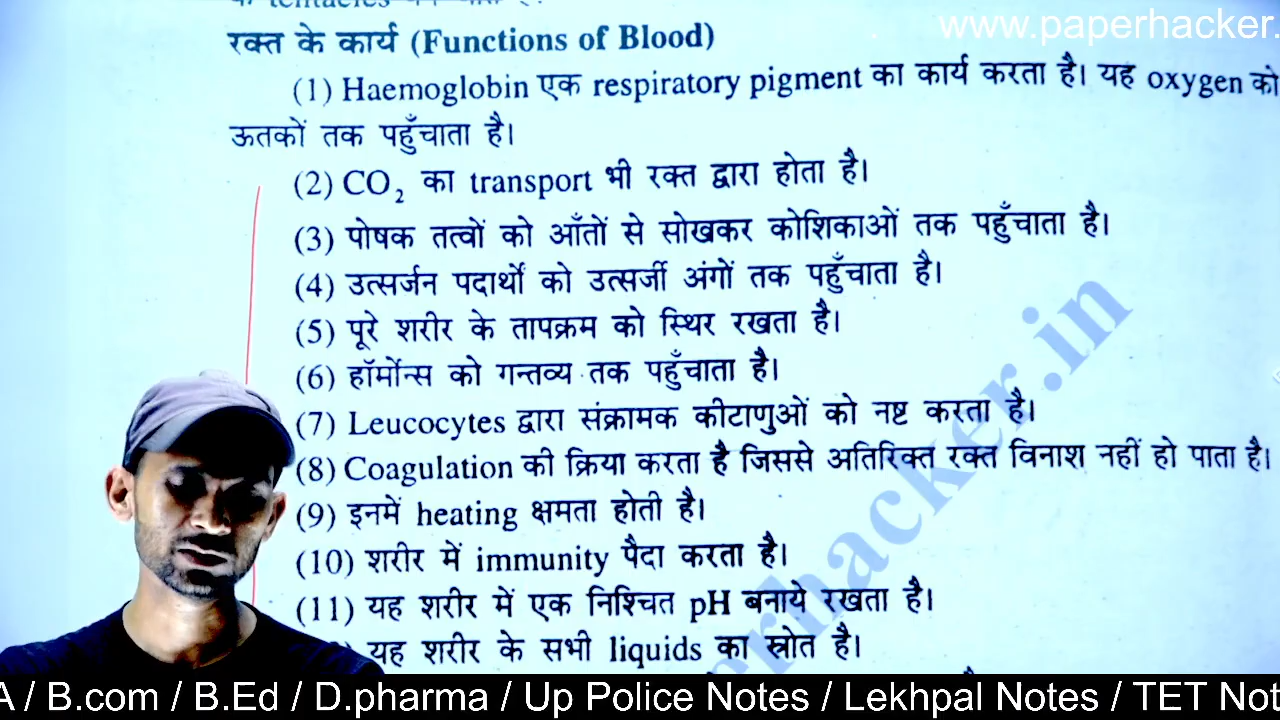 www.paperhacker.
रक्त के कार्य (Functions of Blood)
(1) Haemoglobin एक respiratory pigment का कार्य करता है। यह oxygen को
ऊतकों तक पहुँचाता है।
(2) CO₂ का transport भी रक्त द्वारा होता है।
(3) पोषक तत्वों को आँतों से सोखकर कोशिकाओं तक पहुँचाता है।
(4) उत्सर्जन पदार्थो को उत्सर्जी अंगों तक पहुँचाता है।
(5) पूरे शरीर के तापक्रम को स्थिर रखता है।
(6) हॉर्मोन्स को गन्तव्य तक पहुँचाता है।
(7) Leucocytes द्वारा संक्रामक कीटाणुओं को नष्ट करता है।
(8) Coagulation की क्रिया करता है जिससे अतिरिक्त रक्त विनाश नहीं हो पाता है।
(9) इनमें heating क्षमता होती है।
(10) शरीर में immunity पैदा करता है।
(11) यह शरीर में एक निश्चित pH बनाये रखता है।
यह शरीर के सभी liquids का स्रोत है।
erhacker.in
A / B.com / B.Ed / D.pharma / Up Police Notes / Lekhpal Notes / TET Not